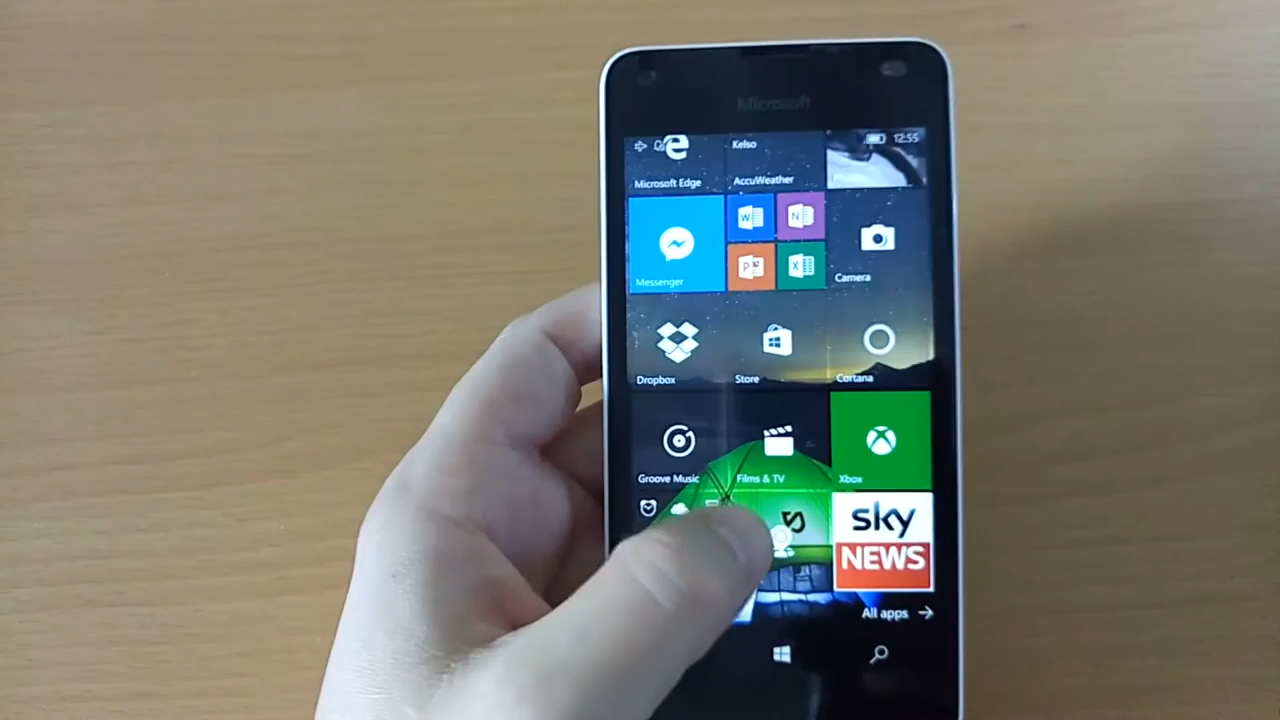 Microsoft
12:55
Kelso
Microsoft Edge
AccuWeather
W
N
P
X
Messenger
Camera
Dropbox
Store
Cortana
Groove Music
Films & TV
Xbox
sky
NEWS
All apps